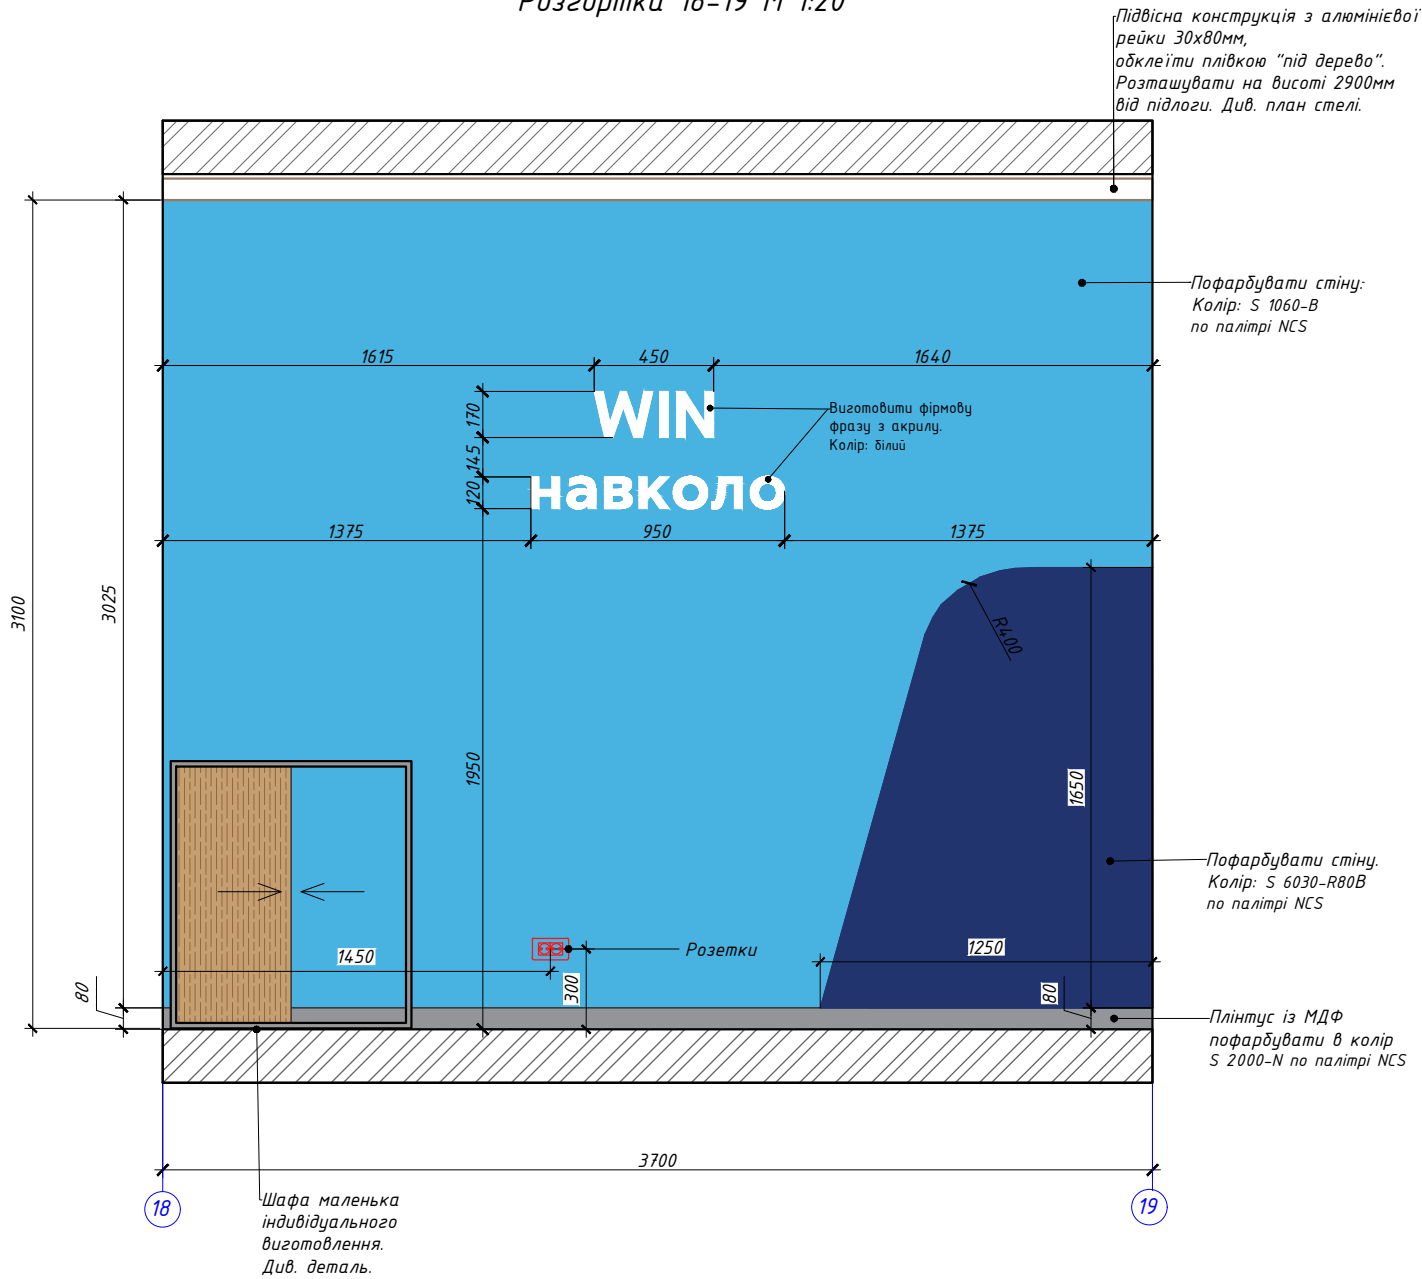 Розгортка 18-19 М 1:20
Підвісна конструкція з алюмінієвої
рейки 30х80мм,
обклеїти плівкою "під дерево".
Розташувати на висоті 2900мм
від підлоги. Див. план стелі.
Пофарбувати стіну:
Колір: S 1060-B
по палітрі NCS
1615
450
1640
170
WIN
Виготовити фірмову
фразу з акрилу.
Колір: білий
145
120
навколо
1375
950
1375
3100
3025
R400
1950
1650
Пофарбувати стіну.
Колір: S 6030-R80B
по палітрі NCS
1450
Розетки
1250
300
80
80
Плінтус із МДФ
пофарбувати в колір
S 2000-N по палітрі NCS
3700
18
19
Шафа маленька
індивідуального
виготовлення.
Див. деталь.